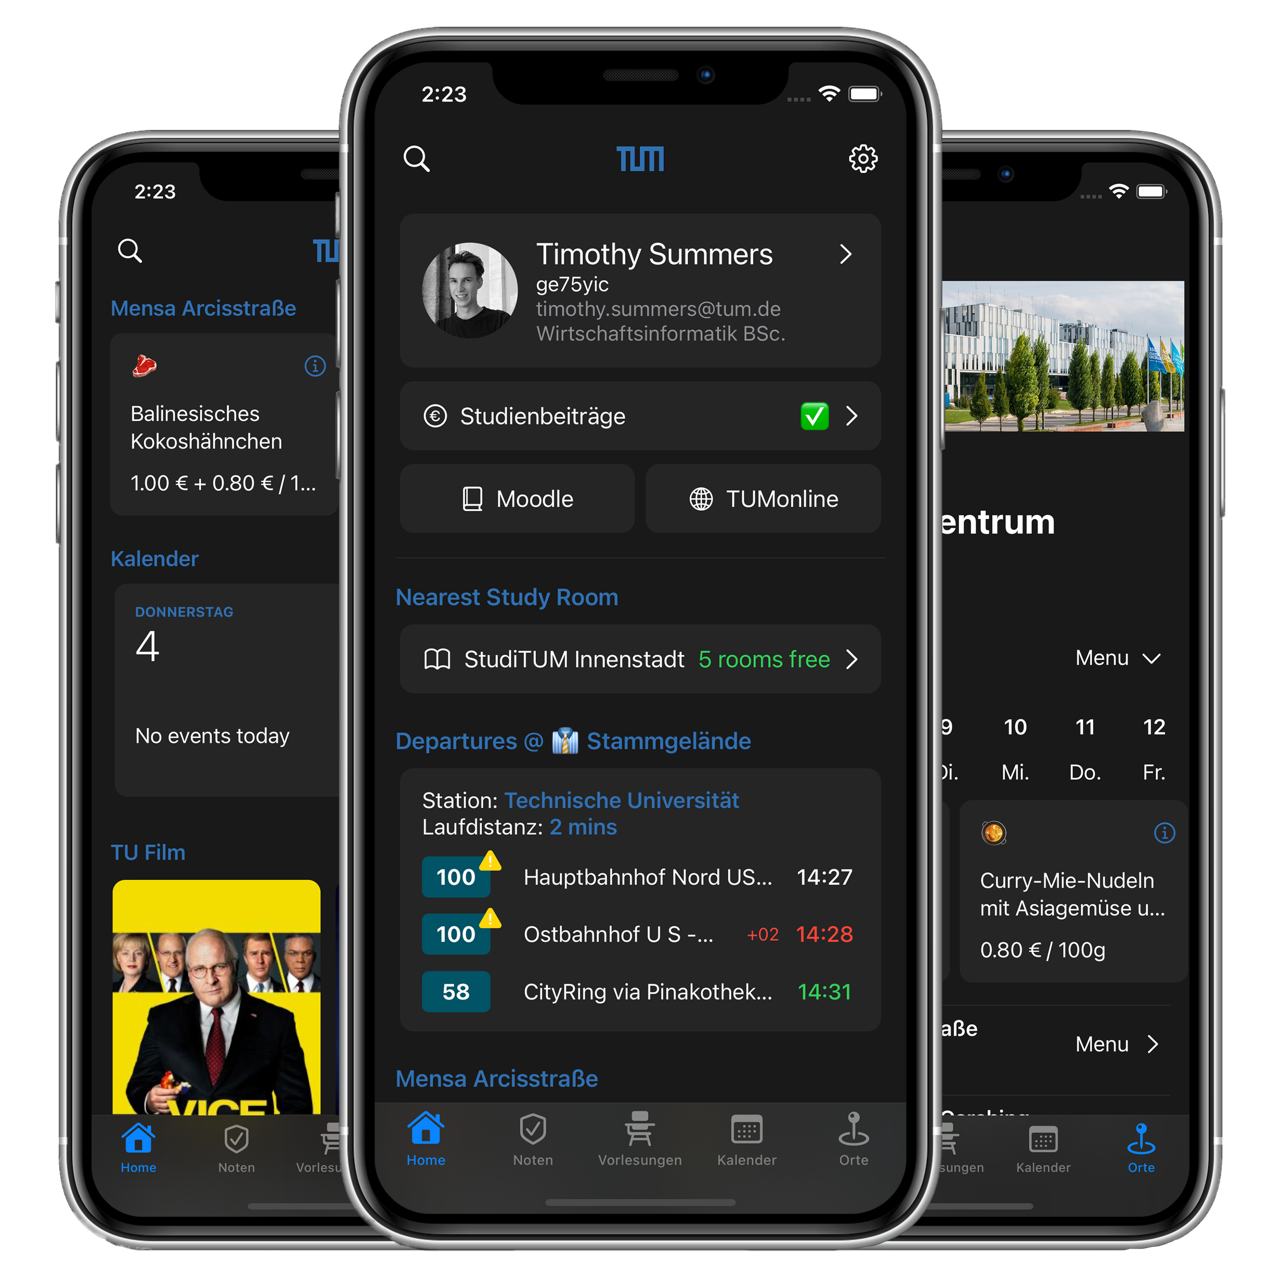 2:23
TUM
Mensa Arcisstraße
Balinesisches
Kokoshähnchen
1.00 € + 0.80 € / 1...
Kalender
DONNERSTAG
4
No events today
TU Film
VICE
Home
Noten
2:23
TUM
Timothy Summers
ge75yic
timothy.summers@tum.de
Wirtschaftsinformatik BSc.
Studienbeiträge
Moodle
TUMonline
Nearest Study Room
StudiTUM Innenstadt 5 rooms free
Departures @ 👔 Stammgelände
Station: Technische Universität
Laufdistanz: 2 mins
100 Hauptbahnhof Nord US... 14:27
100 Ostbahnhof U S -... +02 14:28
58 CityRing via Pinakothek... 14:31
Mensa Arcisstraße
Home Noten Vorlesungen Kalender Orte
entrum
Menu
9 10 11 12
Di. Mi. Do. Fr.
Curry-Mie-Nudeln
mit Asiagemüse u...
0.80 € / 100g
aße
Menu
Kalender Orte